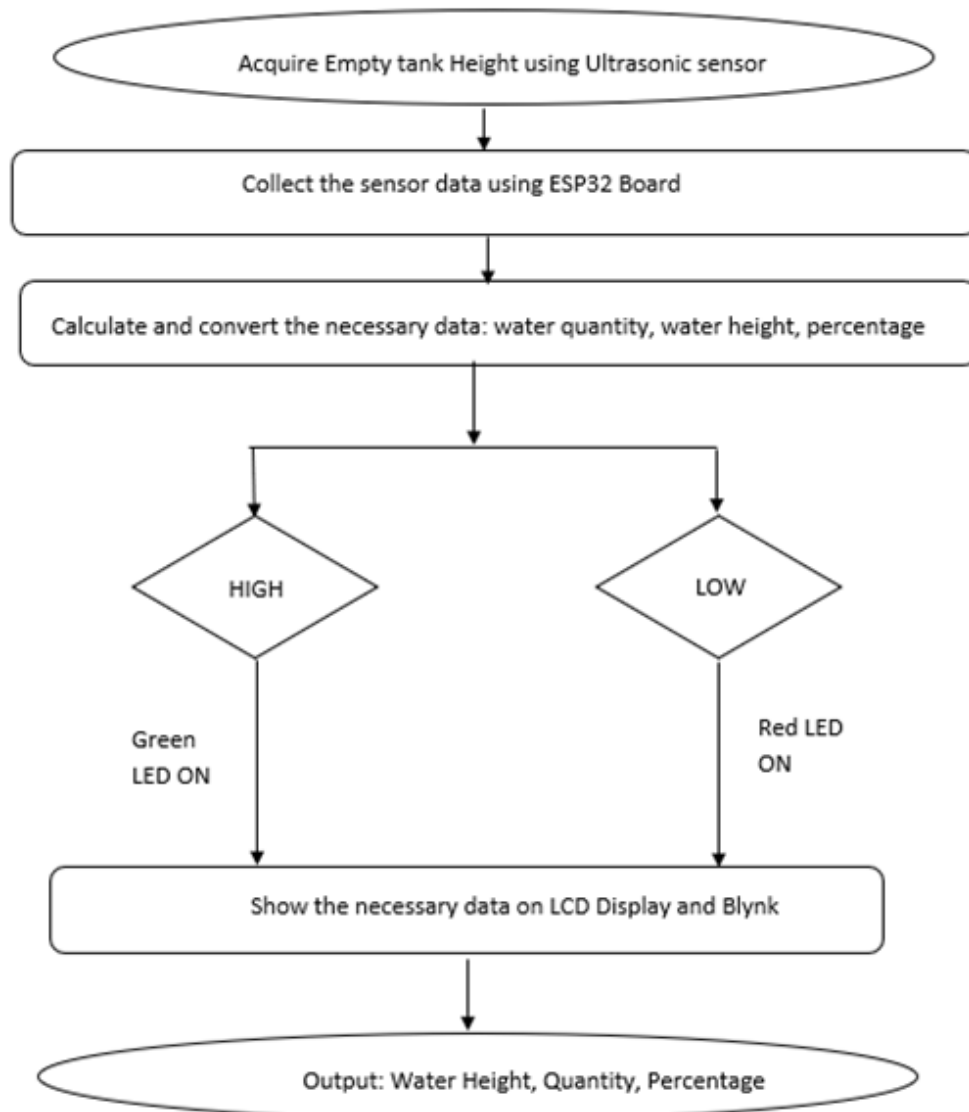 Acquire Empty tank Height using Ultrasonic sensor
Collect the sensor data using ESP32 Board
Calculate and convert the necessary data: water quantity, water height, percentage
HIGH
LOW
Green
LED ON
Red LED
ON
Show the necessary data on LCD Display and Blynk
Output: Water Height, Quantity, Percentage